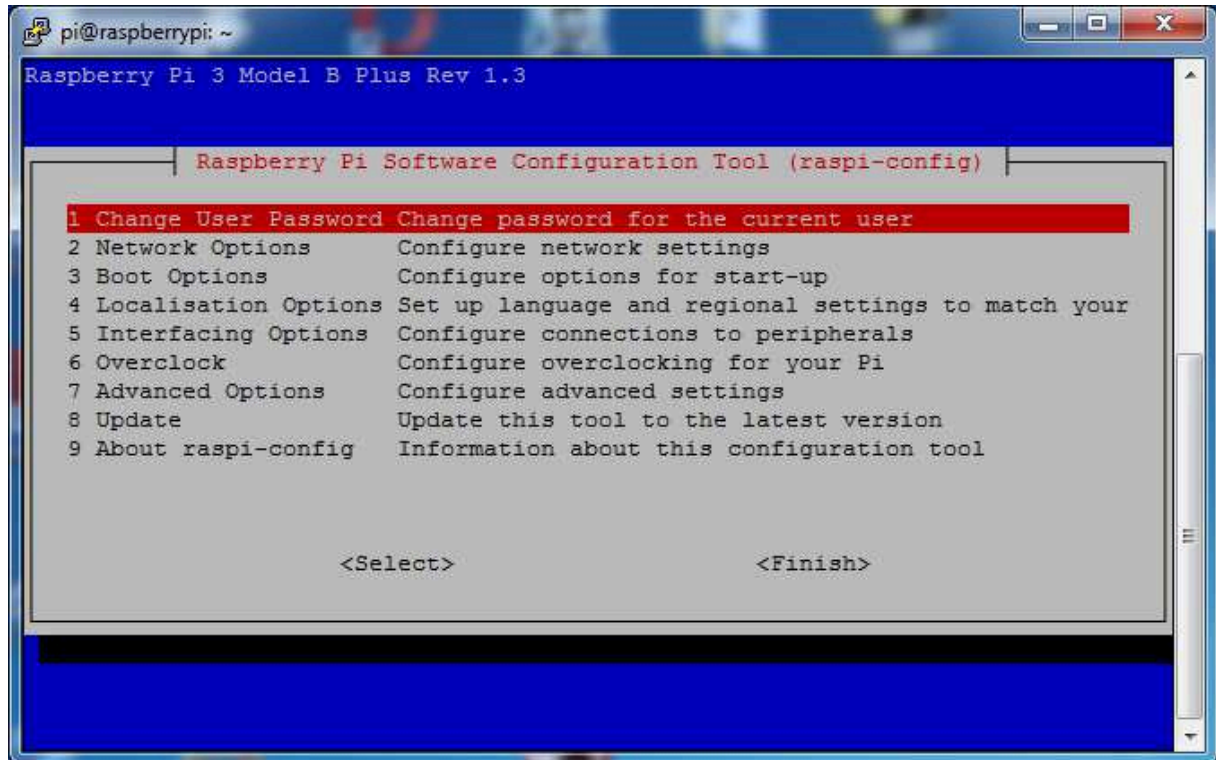 pi@raspberrypi: ~
Raspberry Pi 3 Model B Plus Rev 1.3
Raspberry Pi Software Configuration Tool (raspi-config)
1 Change User Password Change password for the current user
2 Network Options Configure network settings
3 Boot Options Configure options for start-up
4 Localisation Options Set up language and regional settings to match your
5 Interfacing Options Configure connections to peripherals
6 Overclock Configure overclocking for your Pi
7 Advanced Options Configure advanced settings
8 Update Update this tool to the latest version
9 About raspi-config Information about this configuration tool
<Select> <Finish>